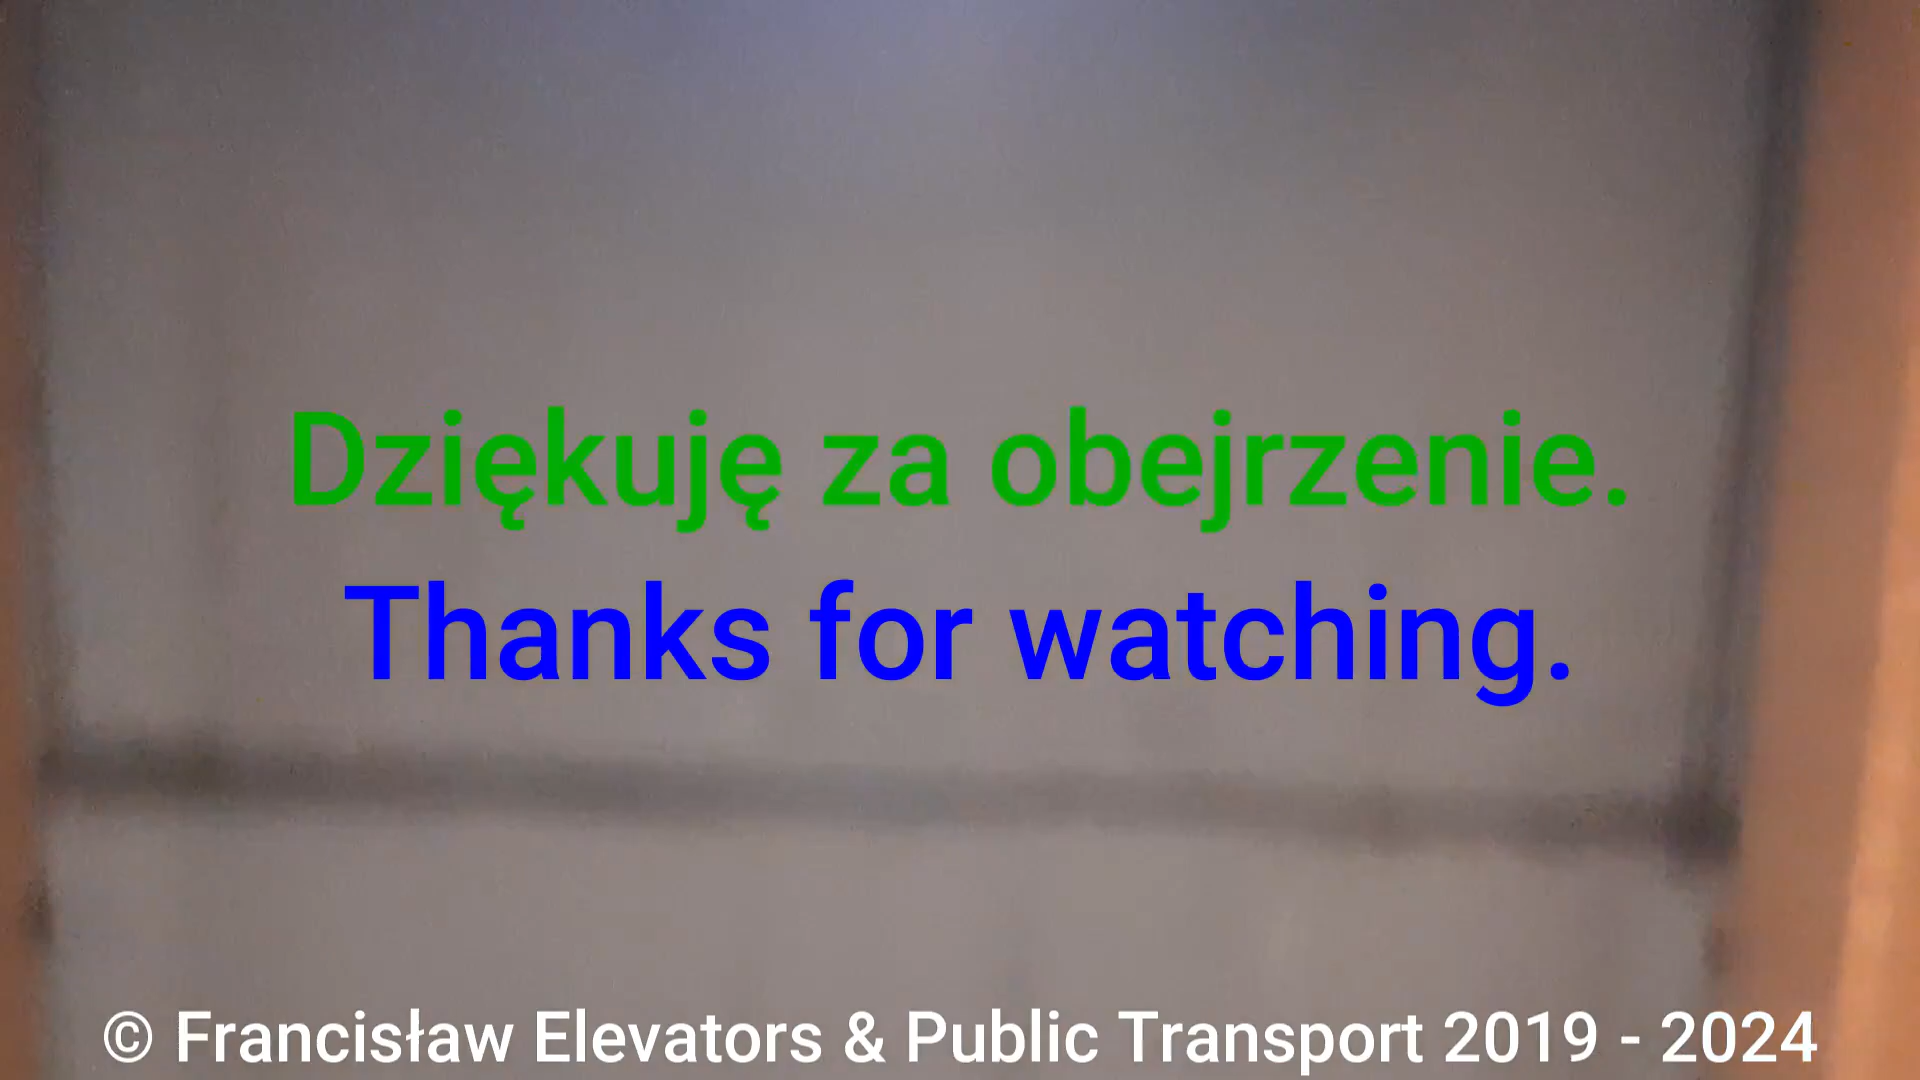 Dziękuję za obejrzenie.
Thanks for watching.
© Francisław Elevators & Public Transport 2019 - 2024